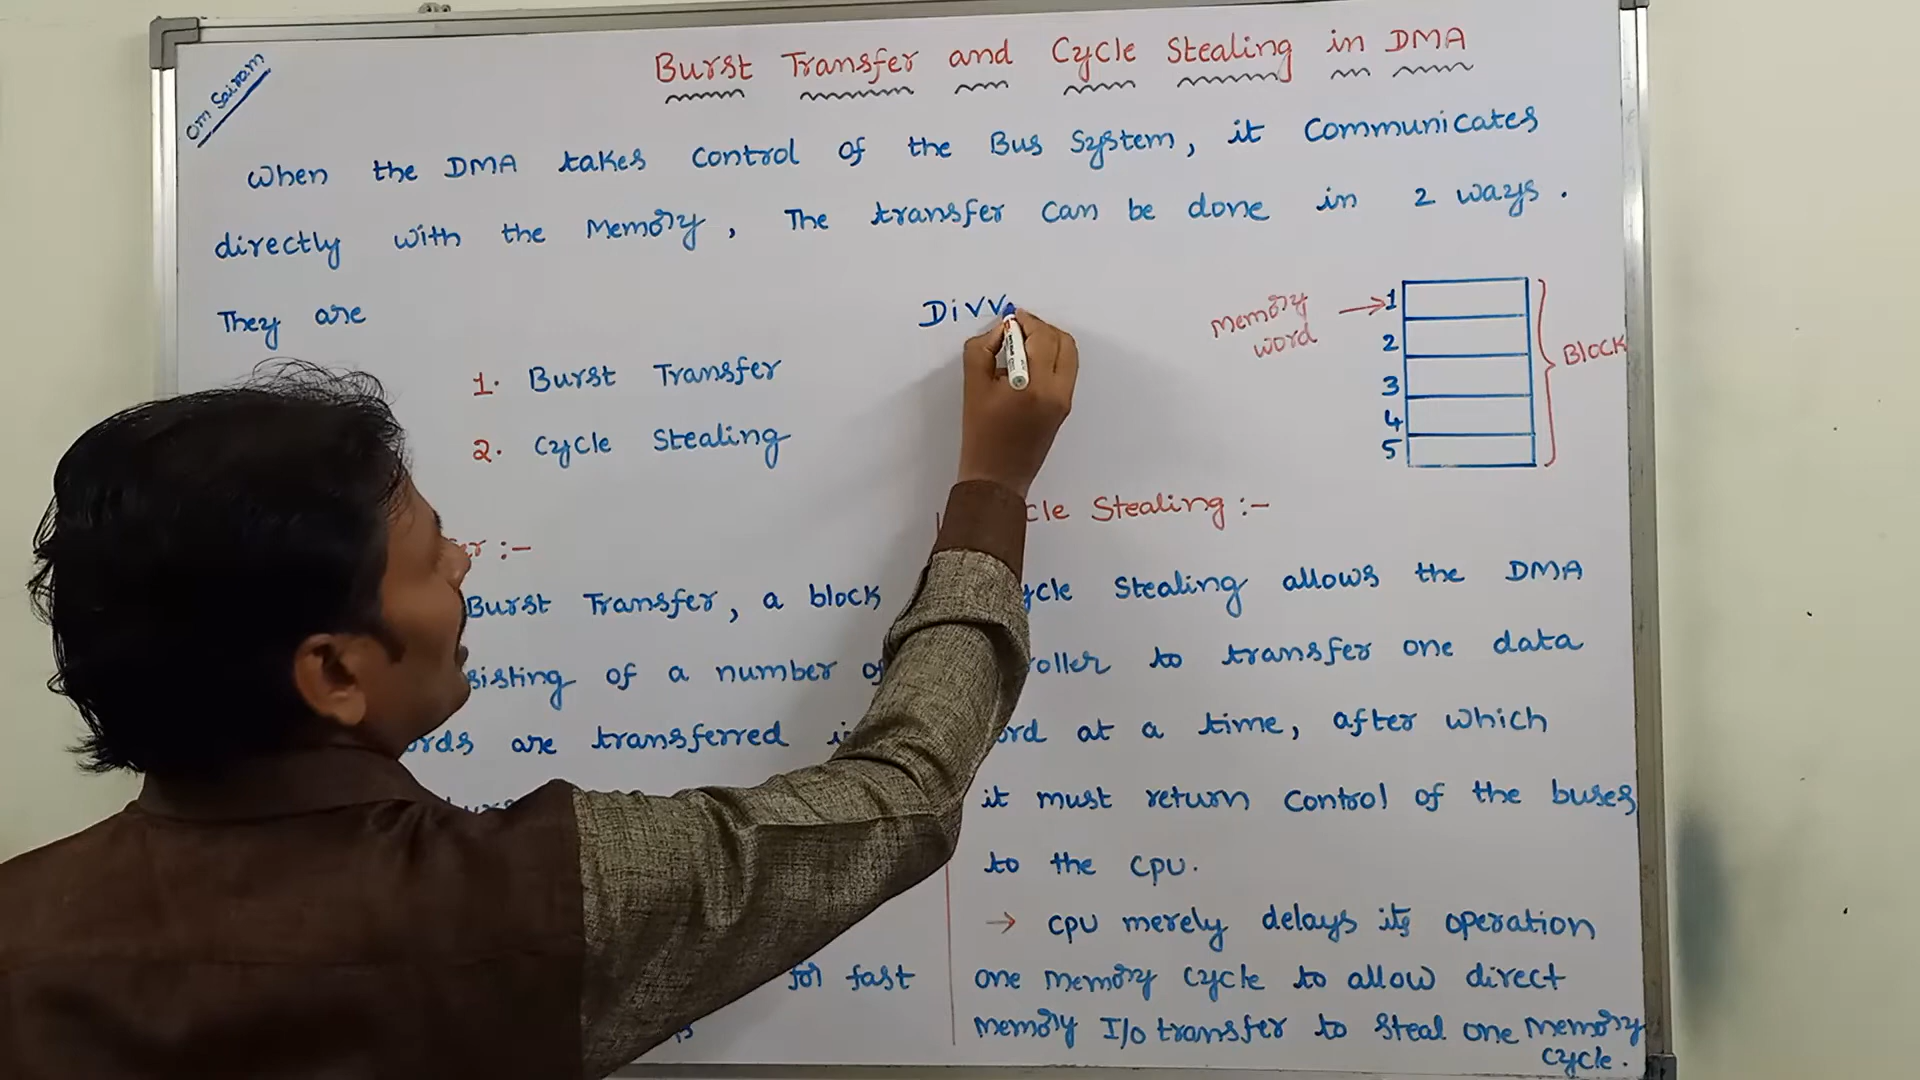 Om Sairam
Burst Transfer and Cycle Stealing in DMA
When the DMA takes control of the Bus System, it communicates
directly with the Memory, The transfer can be done in 2 ways.
They are
Divv
1. Burst Transfer
2. Cycle Stealing
Memory
word
1
2
3
4
5
BLOCK
:-
Burst Transfer, a block
sisting of a number of
ords are transferred
for fast
cle Stealing :-
ycle Stealing allows the DMA
roller to transfer one data
ord at a time, after which
it must return control of the buses
to the CPU.
→ CPU merely delays its operation
one memory cycle to allow direct
memory I/O transfer to steal one memory
cycle.